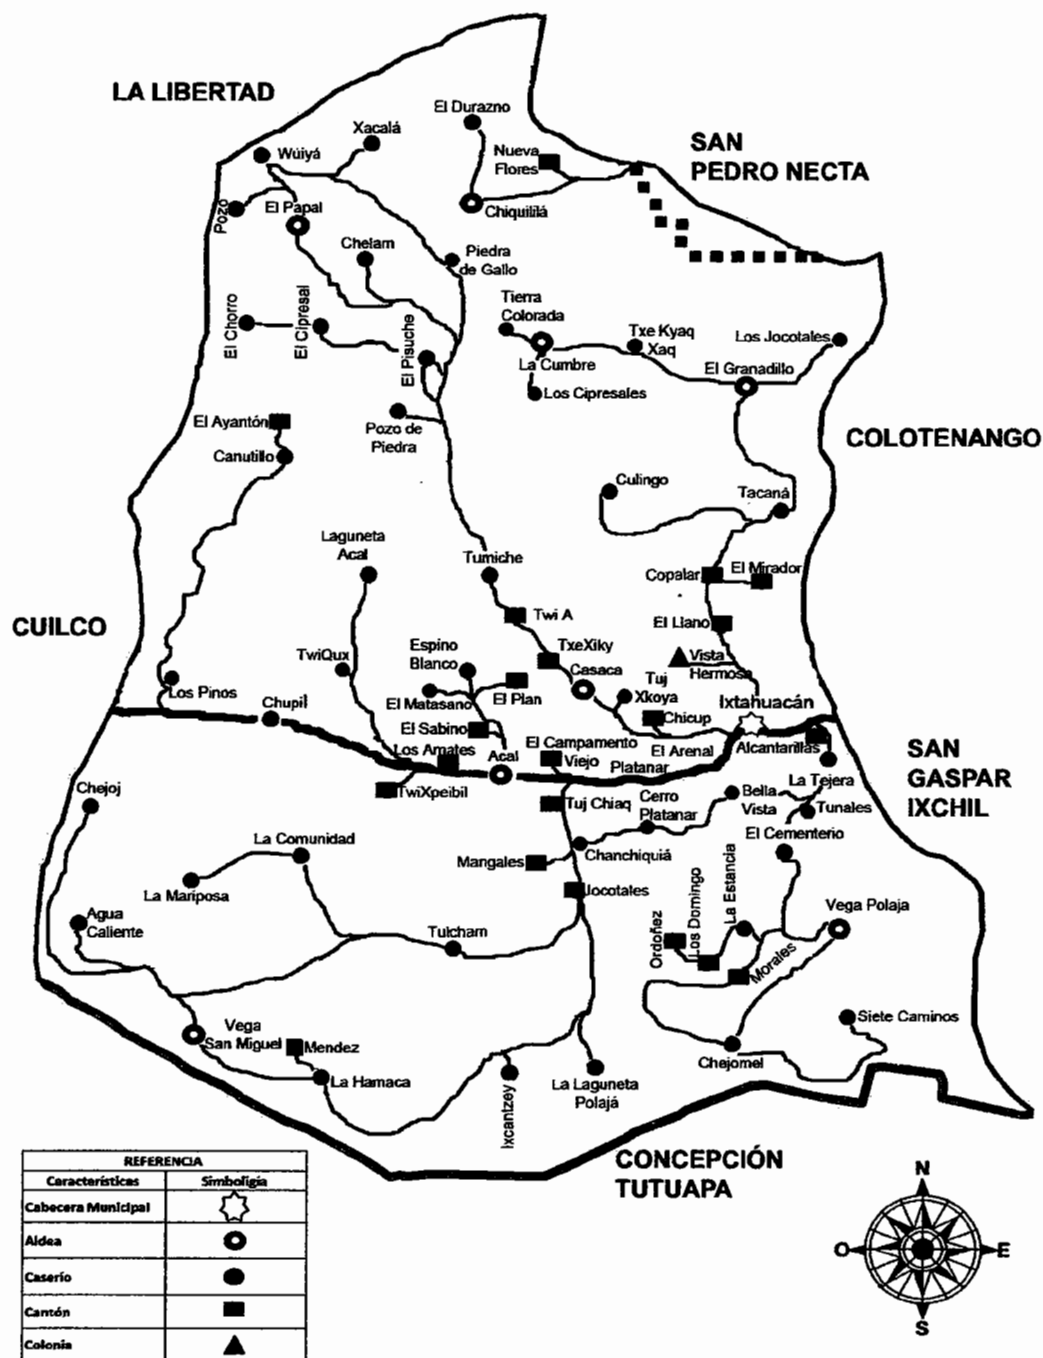 LA LIBERTAD
El Durazno
Xacalá
SAN
PEDRO NECTA
Wúiyá
Nueva
Flores
Pozo
El Papal
Chiquililá
Chelam
Piedra
de Gallo
Tierra
Colorada
El Chorro
El Cipresal
El Pisuche
Txe Kyaq
Xaq
Los Jocotales
La Cumbre
El Granadillo
Los Cipresales
El Ayantón
Pozo de
Piedra
COLOTENANGO
Canutillo
Culingo
Tacaná
Laguneta
Acal
Tumiche
Copalar
El Mirador
CUILCO
Twi A
El Llano
TwiQux
Espino
Blanco
TxeXiky
Casaca
Tuj
Xkoya
Vista
Hermosa
Los Pinos
El Matasano
El Plan
Ixtahuacán
Chupil
El Sabino
Chicup
Los Amates
Acal
El Campamento
Viejo
El Arenal
Alcantarillas
Platanar
SAN
GASPAR
IXCHIL
Chejoj
TwiXpeibil
Tuj Chiaq
Cerro
Platanar
Bella
Vista
La Tejera
Tunales
La Comunidad
El Cementerio
Mangales
Chanchiquiá
La Mariposa
Jocotales
Agua
Caliente
Tulcham
Ordoñez
Los Domingo
La Estancia
Vega Polaja
Morales
Vega
San Miguel
Mendez
Siete Caminos
La Hamaca
Ixcantzey
La Laguneta
Polajá
Chejomel
CONCEPCIÓN
TUTUAPA
REFERENCIA
Características Simboligia
Cabecera Municipal
Aldea
Caserío
Cantón
Colonia
N
O E
S